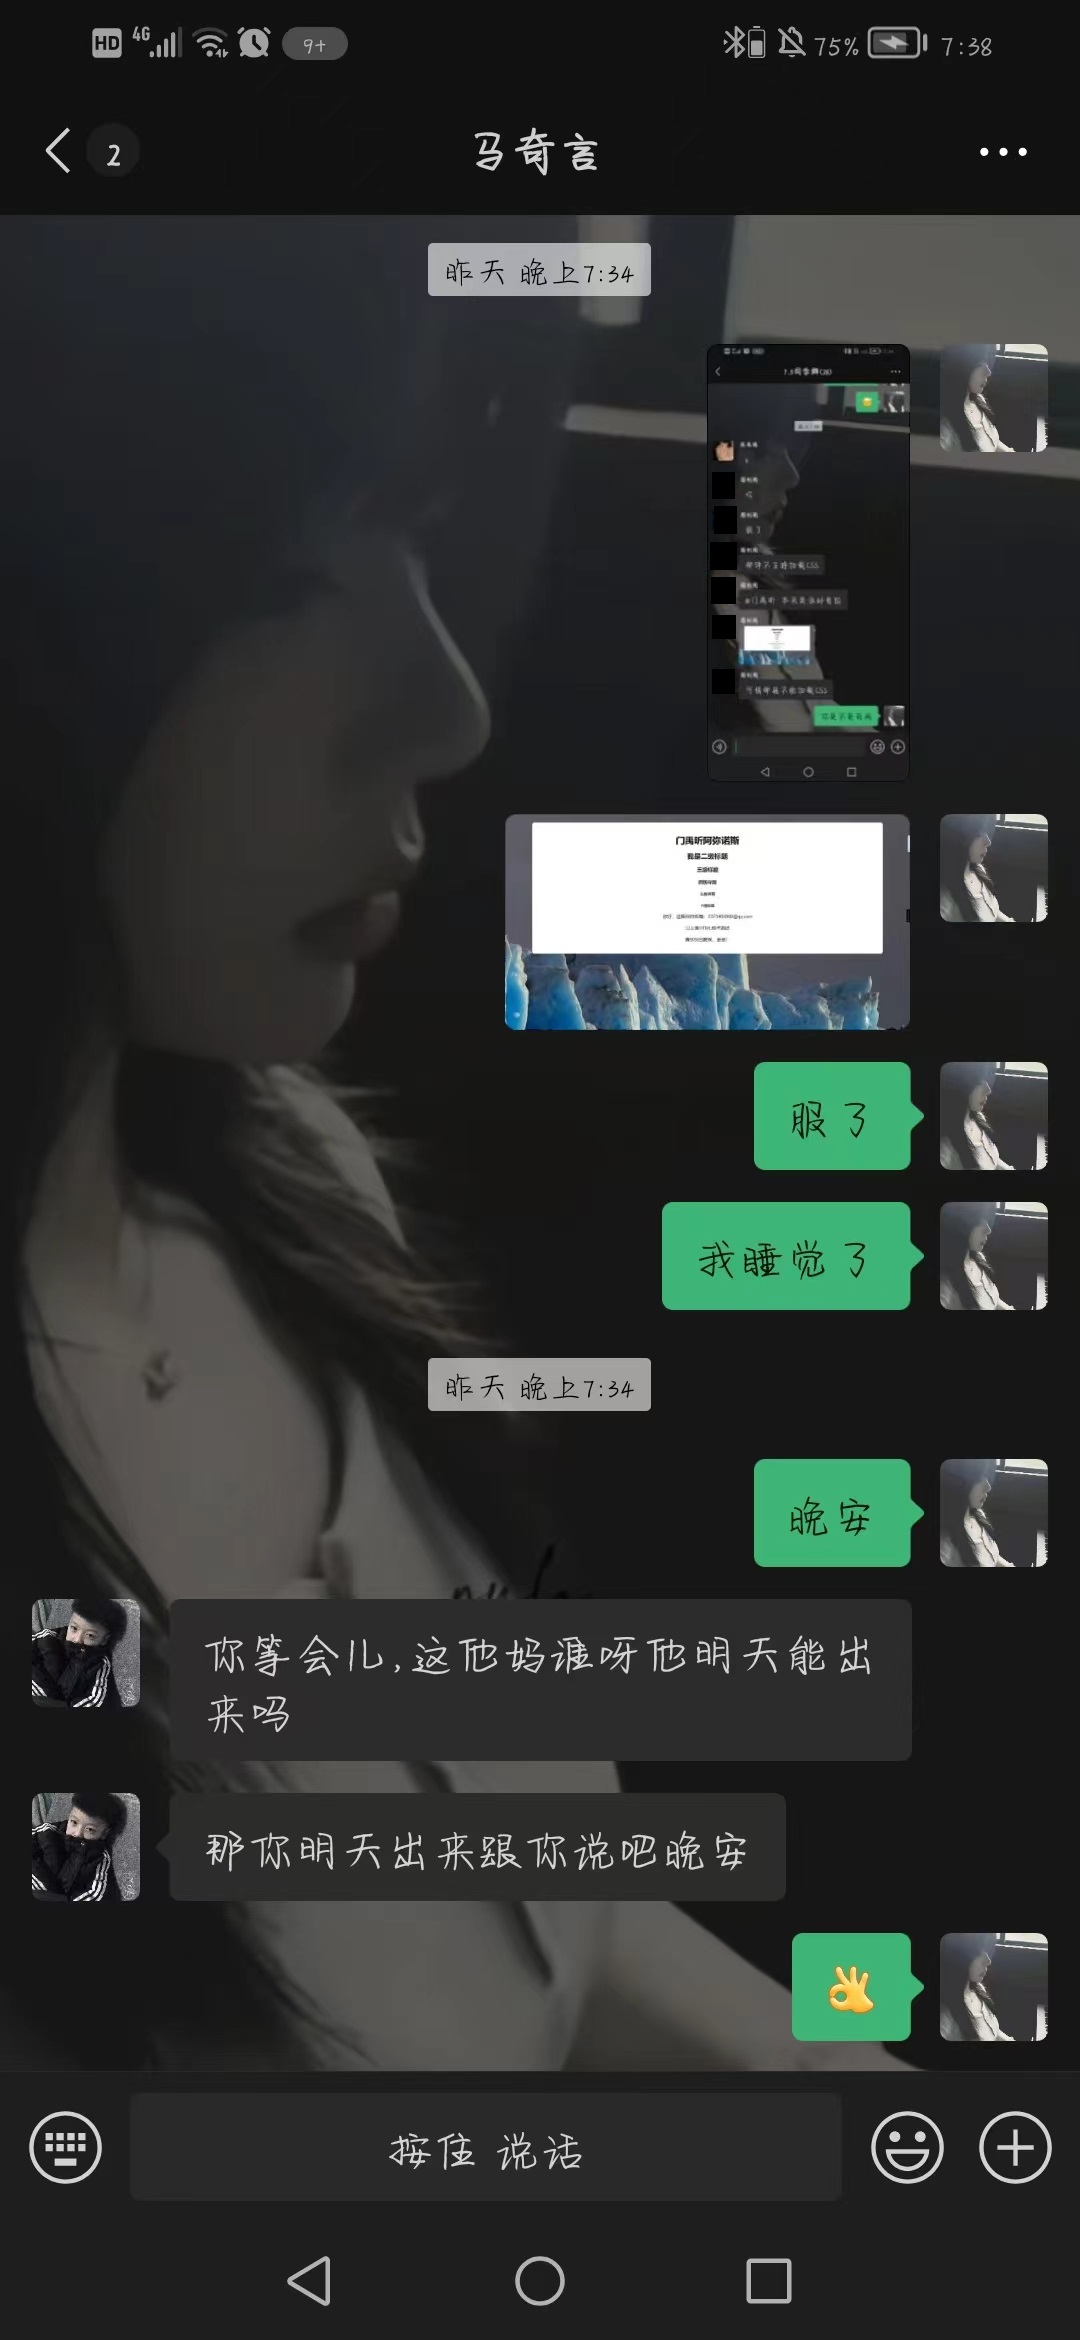 HD 4G 9+ 75% 7:38
2 马奇言
昨天 晚上7:34
门禹昕阿弥诺斯
我是二级标题
三级标题
服了
我睡觉了
昨天 晚上7:34
晚安
你等会儿,这他妈谁呀他明天能出
来吗
那你明天出来跟你说吧晚安
按住 说话